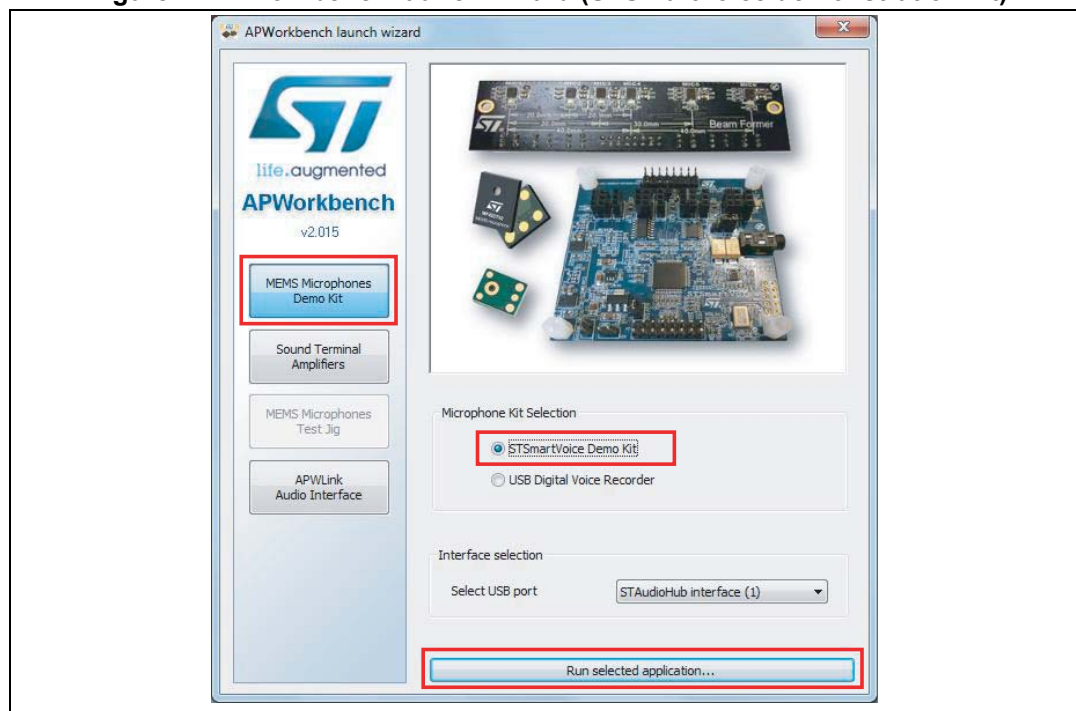 APWorkbench launch wizard
life.augmented
APWorkbench
v2.015
MEMS Microphones
Demo Kit
Sound Terminal
Amplifiers
MEMS Microphones
Test Jig
APWLink
Audio Interface
Beam Former
Microphone Kit Selection
STSmartVoice Demo Kit
USB Digital Voice Recorder
Interface selection
Select USB port
STAudioHub interface (1)
Run selected application...